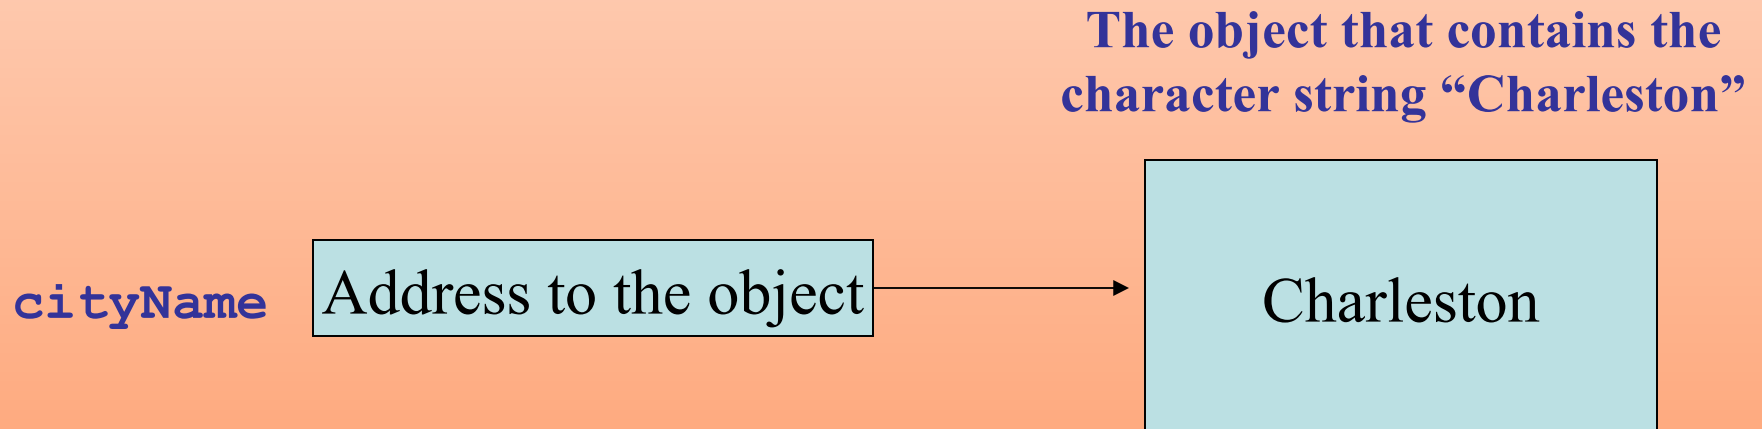 The object that contains the
character string “Charleston”
cityName
Address to the object
Charleston